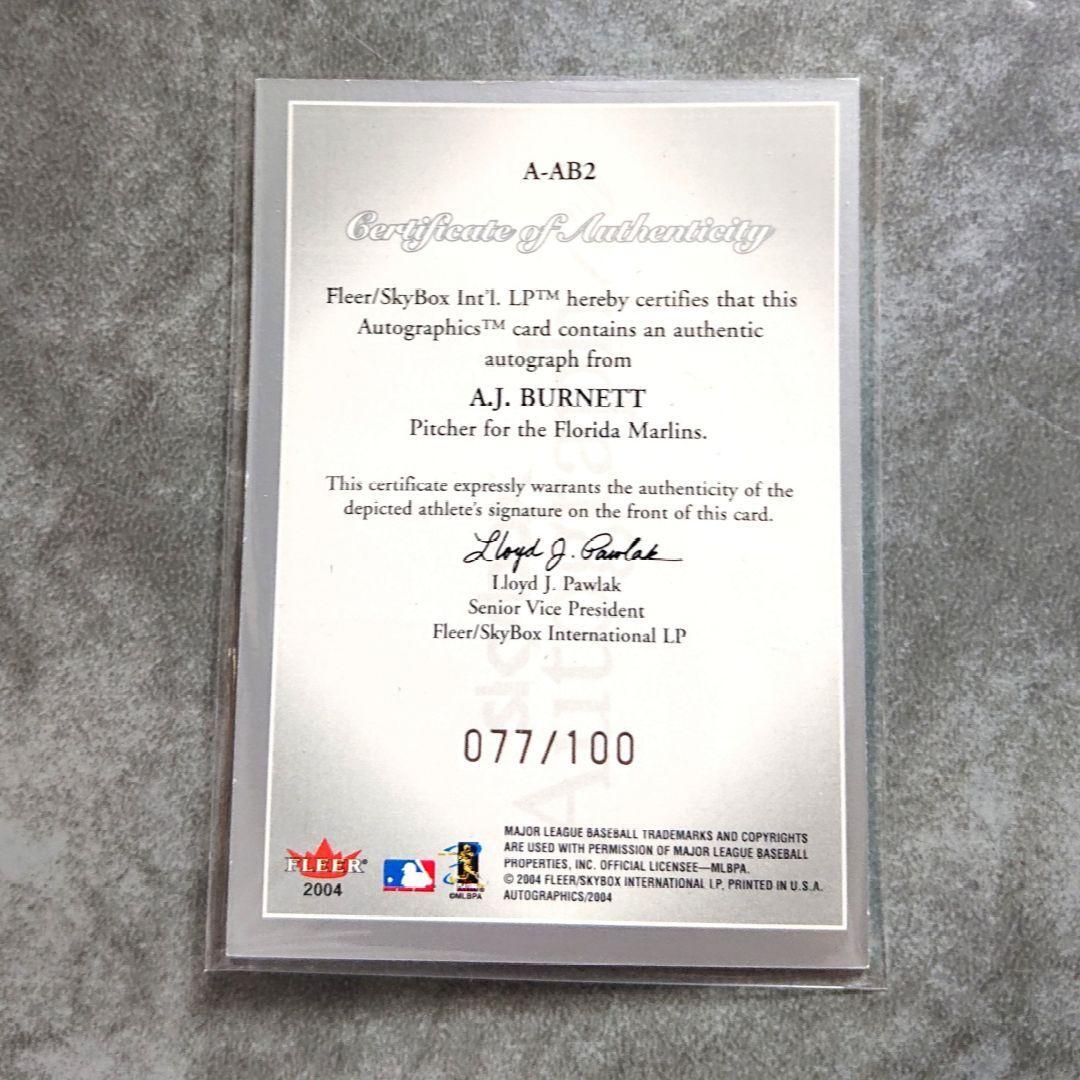 A-AB2
Certificate of Authenticity
Fleer/SkyBox Int'l. LP™ hereby certifies that this
Autographics™ card contains an authentic
autograph from
A.J. BURNETT
Pitcher for the Florida Marlins.
This certificate expressly warrants the authenticity of the
depicted athlete's signature on the front of this card.
Lloyd J. Pawlak
Lloyd J. Pawlak
Senior Vice President
Fleer/SkyBox International LP
077/100
FLEER®
2004
©MLBPA
MAJOR LEAGUE BASEBALL TRADEMARKS AND COPYRIGHTS
ARE USED WITH PERMISSION OF MAJOR LEAGUE BASEBALL
PROPERTIES, INC. OFFICIAL LICENSEE—MLBPA.
© 2004 FLEER/SKYBOX INTERNATIONAL LP, PRINTED IN U.S.A.
AUTOGRAPHICS/2004